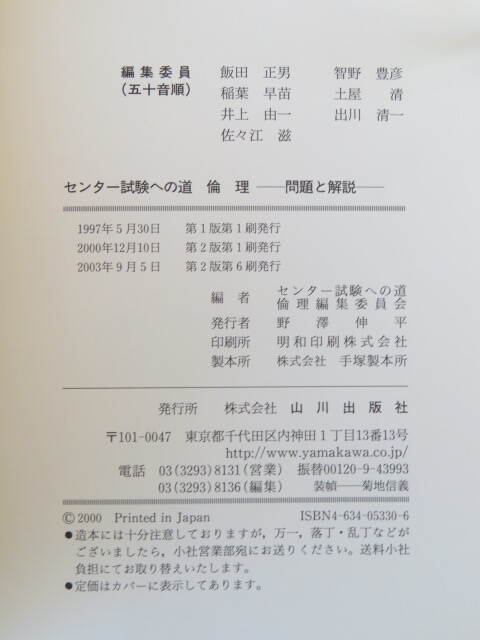 編集委員　飯田　正男　智野　豊彦
（五十音順）　稲葉　早苗　土屋　清
井上　由一　出川　清一
佐々江　滋
センター試験への道　倫　理　──問題と解説──
1997年5月30日　第1版第1刷発行
2000年12月10日　第2版第1刷発行
2003年9月5日　第2版第6刷発行
編　者　センター試験への道
倫理編集委員会
発行者　野　澤　伸　平
印刷所　明和印刷株式会社
製本所　株式会社　手塚製本所
発行所　株式会社　山川出版社
〒101-0047　東京都千代田区内神田1丁目13番13号
http://www.yamakawa.co.jp/
電話　03(3293)8131(営業)　振替00120-9-43993
03(3293)8136(編集)　装幀──菊地信義
©2000　Printed in Japan　ISBN4-634-05330-6
●造本には十分注意しておりますが，万一，落丁・乱丁などが
ございましたら，小社営業部宛にお送りください。送料小社
負担にてお取り替えいたします。
●定価はカバーに表示してあります。